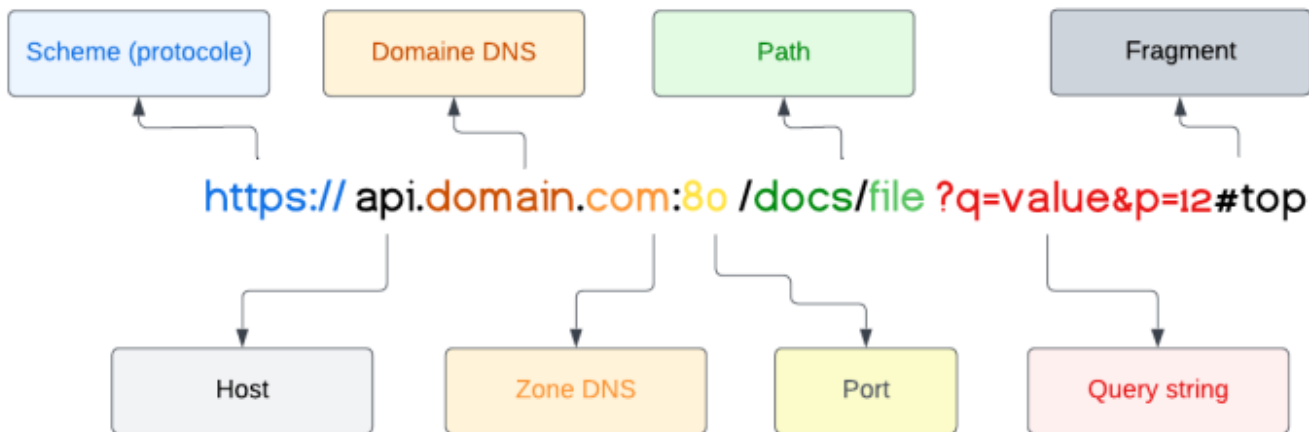 Scheme (protocole) Domaine DNS Path Fragment
https:// api.domain.com:80 /docs/file ?q=value&p=12#top
Host Zone DNS Port Query string